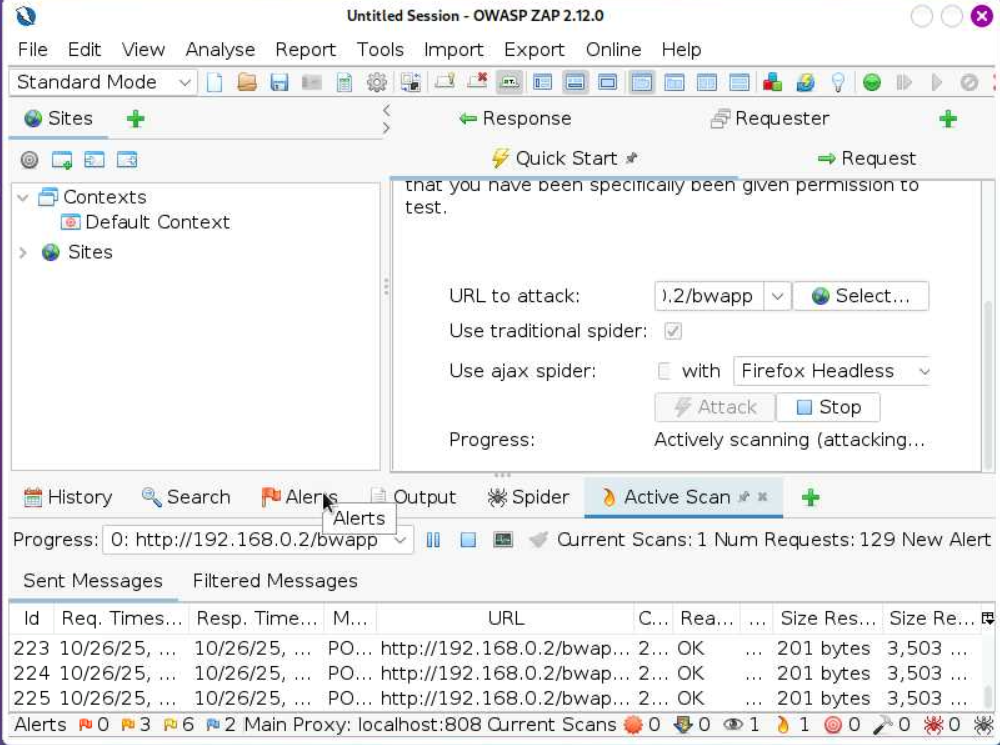 Untitled Session - OWASP ZAP 2.12.0
File Edit View Analyse Report Tools Import Export Online Help
Standard Mode
Sites
Response Requester
Quick Start Request
Contexts
Default Context
Sites
that you have been specifically been given permission to
test.
URL to attack: ).2/bwapp Select...
Use traditional spider:
Use ajax spider: with Firefox Headless
Attack Stop
Progress: Actively scanning (attacking...
History Search Alerts Output Spider Active Scan
Alerts
Progress: 0: http://192.168.0.2/bwapp Current Scans: 1 Num Requests: 129 New Alert
Sent Messages Filtered Messages
Id Req. Times... Resp. Time... M... URL C... Rea... ... Size Res... Size Re...
223 10/26/25, ... 10/26/25, ... PO... http://192.168.0.2/bwap... 2... OK ... 201 bytes 3,503 ...
224 10/26/25, ... 10/26/25, ... PO... http://192.168.0.2/bwap... 2... OK ... 201 bytes 3,503 ...
225 10/26/25, ... 10/26/25, ... PO... http://192.168.0.2/bwap... 2... OK ... 201 bytes 3,503 ...
Alerts 0 3 6 2 Main Proxy: localhost:808 Current Scans 0 0 1 1 0 0 0